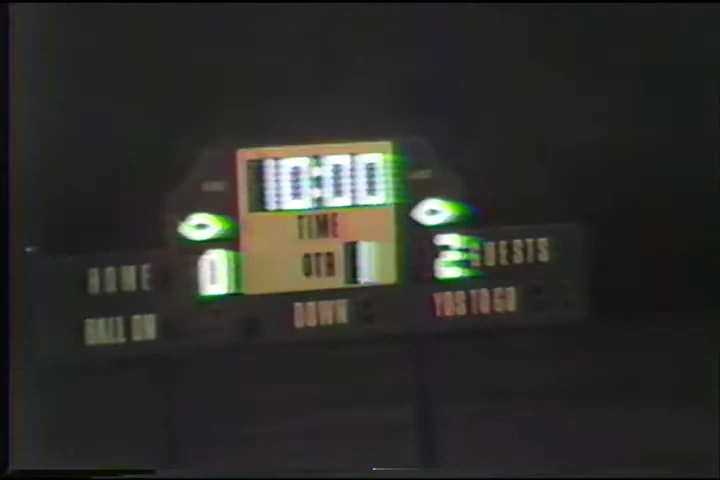 10:00
TIME
HOME 0 QTR 1 2 GUESTS
BALL ON DOWN YDS TO GO